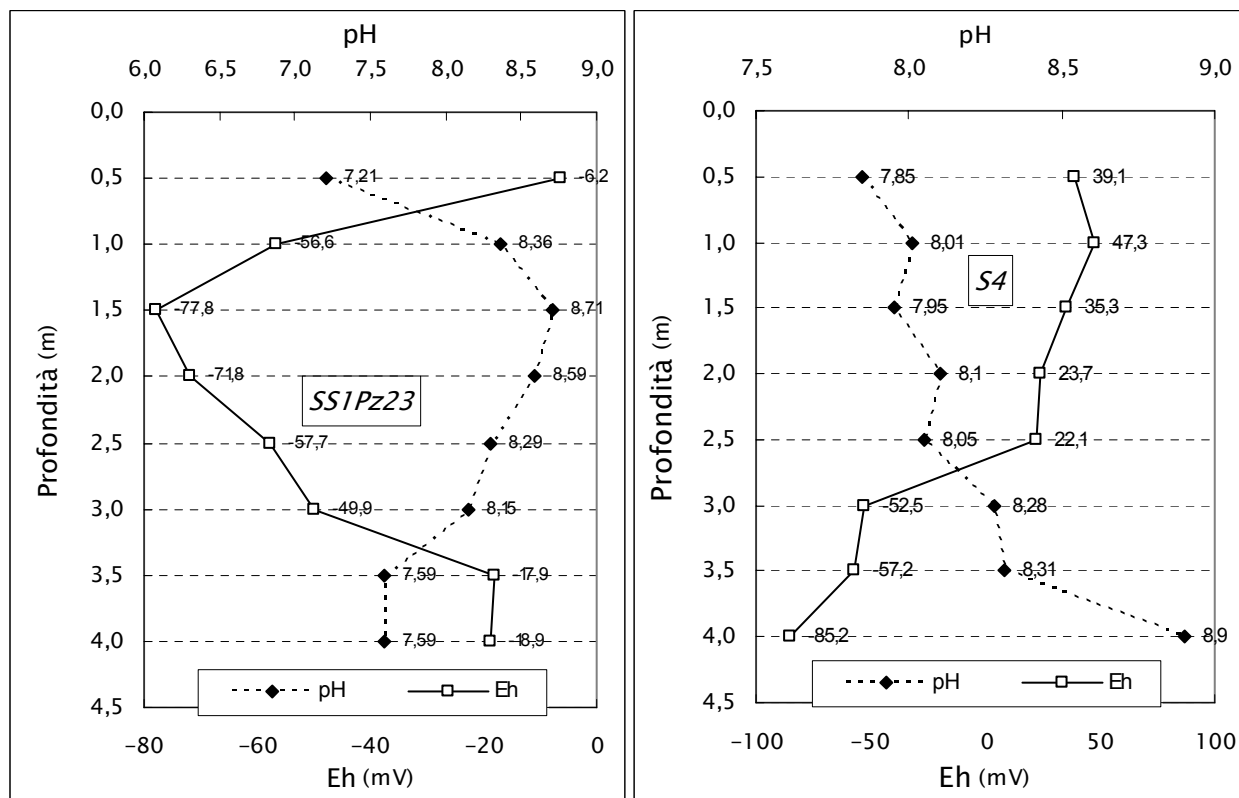 pH
6,0 6,5 7,0 7,6 8,2 8,5 9,0
0,0
0,5 7,21 -6,2
1,0 -56,6 8,36
1,5 -77,8 8,71
2,0 -71,8 8,59
SS1Pz23
2,5 -57,7 8,29
3,0 -49,9 8,15
3,5 7,59 -17,9
4,0 7,59 -18,9
pH Eh
4,5
Profondità (m)
−80 −60 −40 −20 0
Eh (mV)
pH
7,5 8,0 8,5 9,0
0,0
0,5 7,85 39,1
1,0 8,01 47,3
S4
1,5 7,95 35,3
2,0 8,1 23,7
2,5 8,05 22,1
3,0 -52,5 8,28
3,5 -57,2 8,31
4,0 -85,2 8,9
pH Eh
4,5
Profondità (m)
−100 −50 0 50 100
Eh (mV)